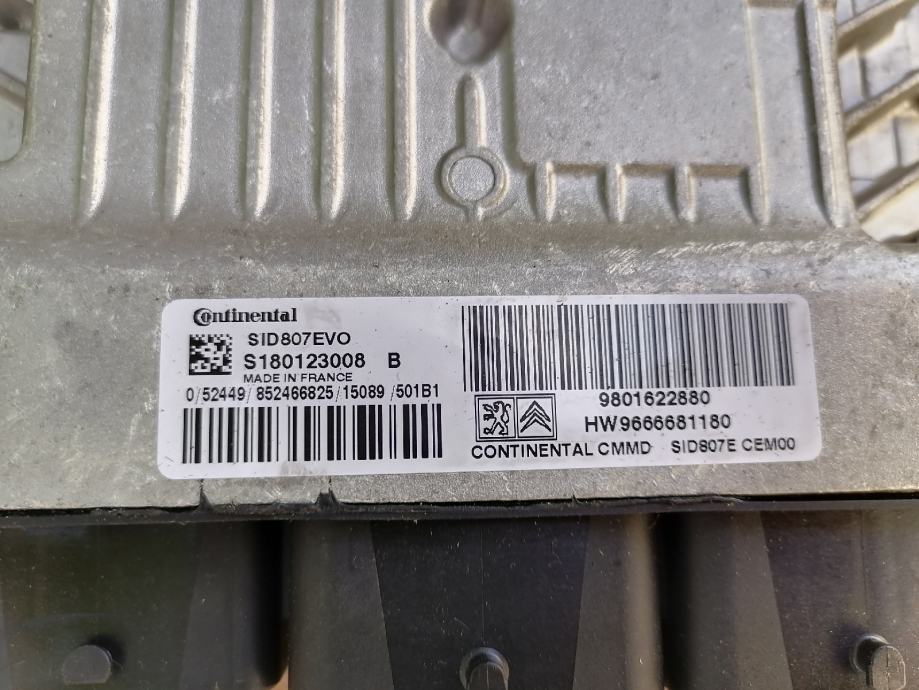 Continental
SID807EVO
S180123008 B
MADE IN FRANCE
0/52449/852466825/15089/501B1
9801622880
HW9666681180
CONTINENTAL CMMD SID807E CEM00